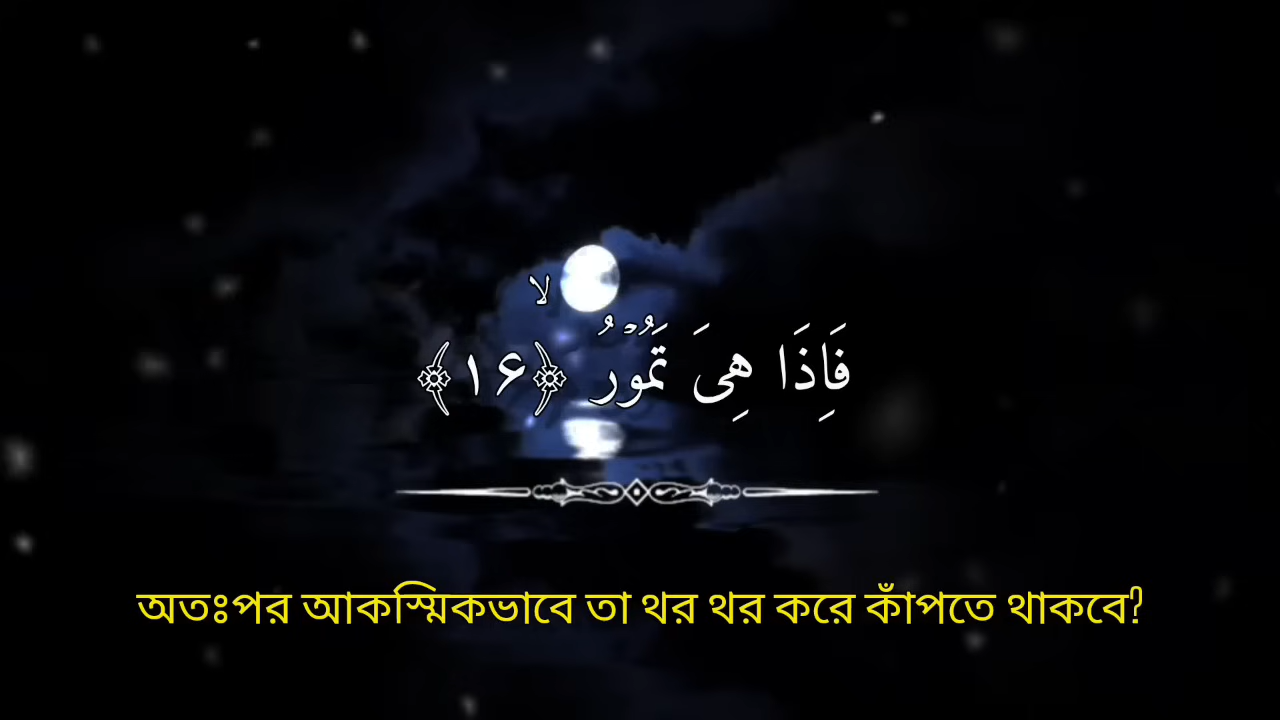 لا
فَاِذَا هِیَ تَمُوۡرُ ﴿۱۶﴾
অতঃপর আকস্মিকভাবে তা থর থর করে কাঁপতে থাকবে?